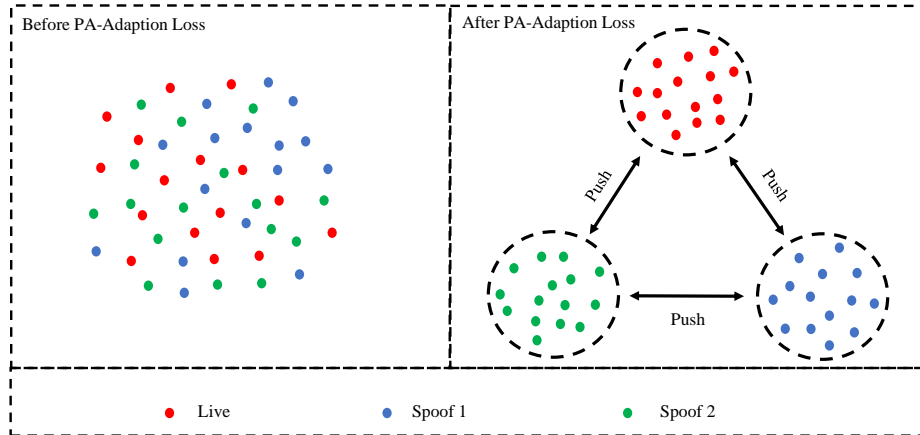 Before PA-Adaption Loss
After PA-Adaption Loss
Push
Push
Push
Live
Spoof 1
Spoof 2